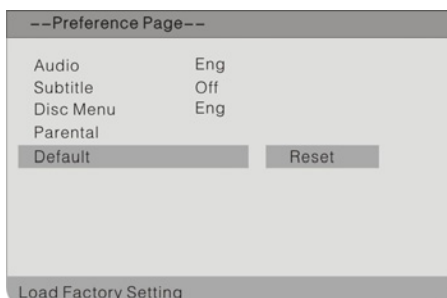 --Preference Page--
Audio Eng
Subtitle Off
Disc Menu Eng
Parental
Default Reset
Load Factory Setting